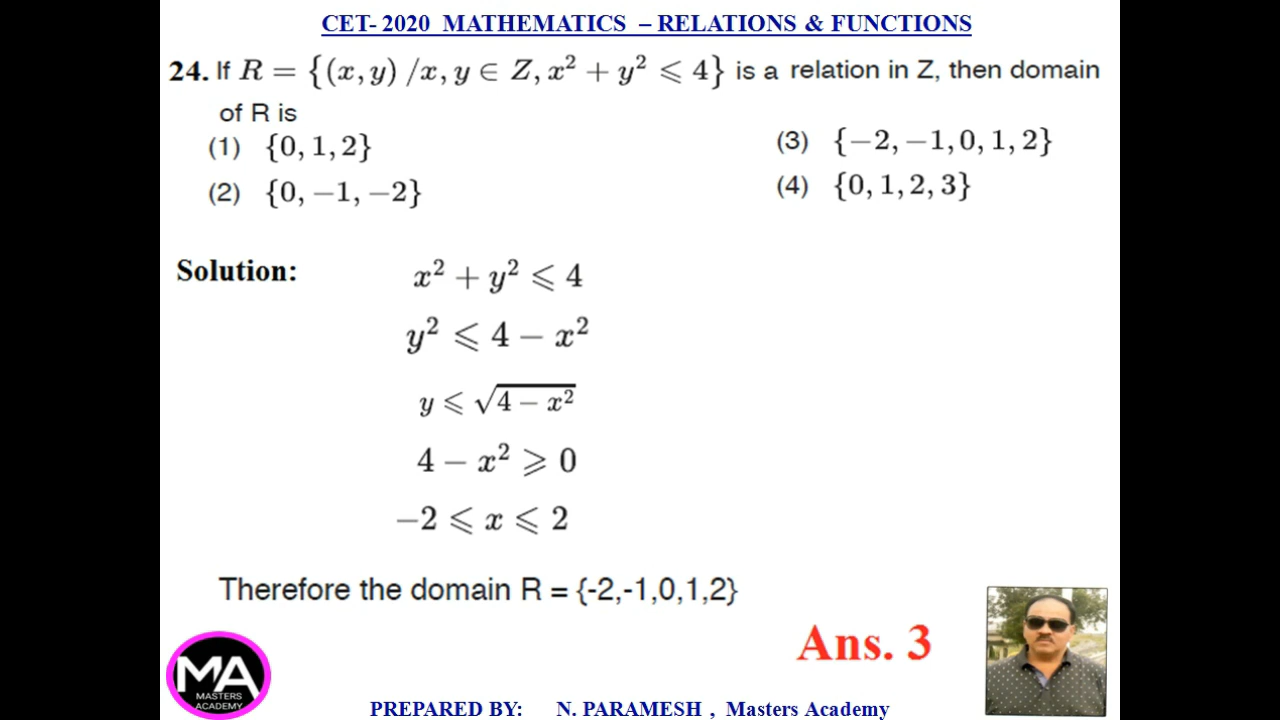 CET- 2020 MATHEMATICS – RELATIONS & FUNCTIONS
24. If R = {(x, y) /x, y ∈ Z, x² + y² ⩽ 4} is a relation in Z, then domain
of R is
(1) {0, 1, 2}
(2) {0, −1, −2}
(3) {−2, −1, 0, 1, 2}
(4) {0, 1, 2, 3}
Solution:
x² + y² ⩽ 4
y² ⩽ 4 − x²
y ⩽ √(4 − x²)
4 − x² ⩾ 0
−2 ⩽ x ⩽ 2
Therefore the domain R = {-2,-1,0,1,2}
Ans. 3
MA
MASTERS
ACADEMY
PREPARED BY: N. PARAMESH , Masters Academy